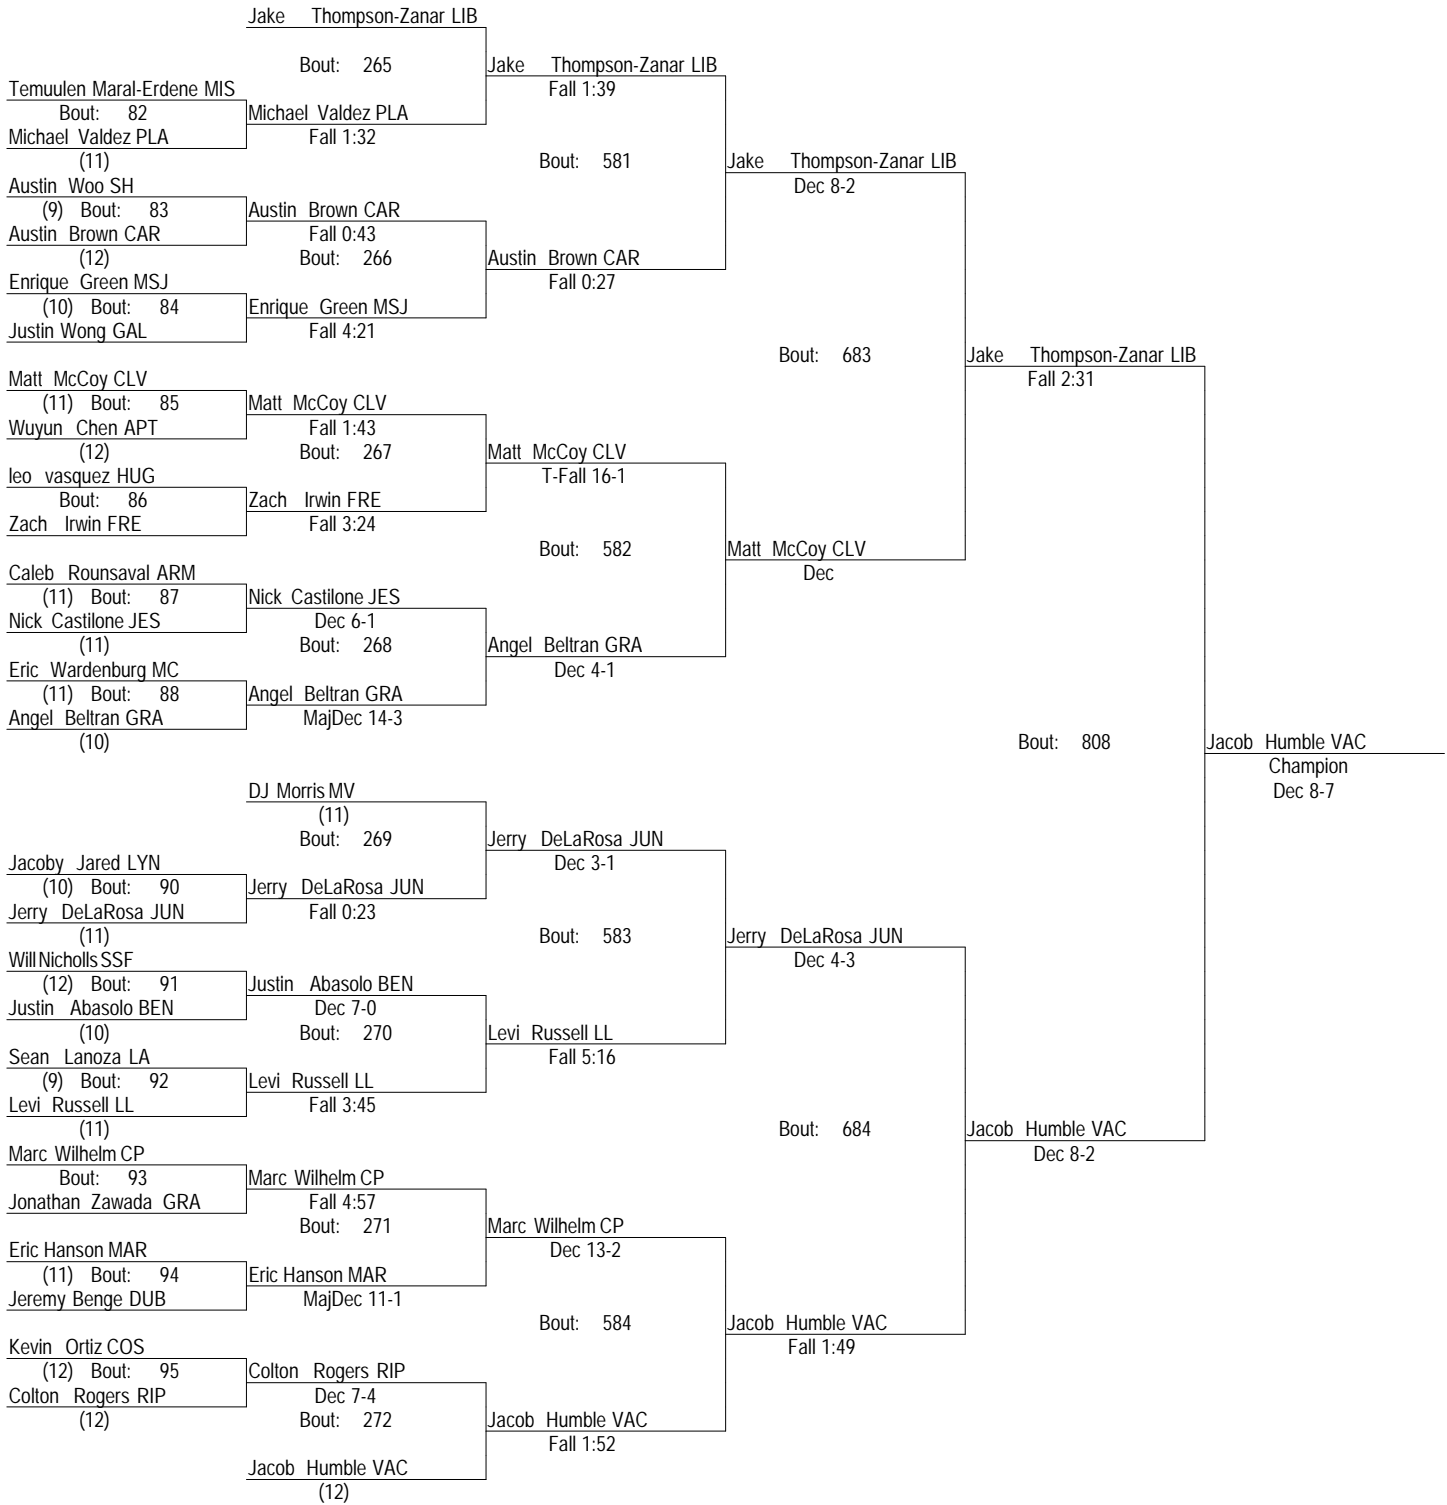 Jake Thompson-Zanar LIB
Bout: 265
Jake Thompson-Zanar LIB
Temuulen Maral-Erdene MIS
Fall 1:39
Bout: 82
Michael Valdez PLA
Michael Valdez PLA
Fall 1:32
(11)
Bout: 581
Jake Thompson-Zanar LIB
Austin Woo SH
Dec 8-2
(9) Bout: 83
Austin Brown CAR
Austin Brown CAR
Fall 0:43
(12)
Bout: 266
Austin Brown CAR
Enrique Green MSJ
Fall 0:27
(10) Bout: 84
Enrique Green MSJ
Justin Wong GAL
Fall 4:21
Bout: 683
Jake Thompson-Zanar LIB
Matt McCoy CLV
Fall 2:31
(11) Bout: 85
Matt McCoy CLV
Wuyun Chen APT
Fall 1:43
(12)
Bout: 267
Matt McCoy CLV
leo vasquez HUG
T-Fall 16-1
Bout: 86
Zach Irwin FRE
Zach Irwin FRE
Fall 3:24
Bout: 582
Matt McCoy CLV
Caleb Rounsaval ARM
Dec
(11) Bout: 87
Nick Castilone JES
Nick Castilone JES
Dec 6-1
(11)
Bout: 268
Angel Beltran GRA
Eric Wardenburg MC
Dec 4-1
(11) Bout: 88
Angel Beltran GRA
Angel Beltran GRA
MajDec 14-3
(10)
Bout: 808
Jacob Humble VAC
Champion
Dec 8-7
DJ Morris MV
(11)
Bout: 269
Jerry DeLaRosa JUN
Jacoby Jared LYN
Dec 3-1
(10) Bout: 90
Jerry DeLaRosa JUN
Jerry DeLaRosa JUN
Fall 0:23
(11)
Bout: 583
Jerry DeLaRosa JUN
Will Nicholls SSF
Dec 4-3
(12) Bout: 91
Justin Abasolo BEN
Justin Abasolo BEN
Dec 7-0
(10)
Bout: 270
Levi Russell LL
Sean Lanoza LA
Fall 5:16
(9) Bout: 92
Levi Russell LL
Levi Russell LL
Fall 3:45
(11)
Bout: 684
Jacob Humble VAC
Marc Wilhelm CP
Dec 8-2
Bout: 93
Marc Wilhelm CP
Jonathan Zawada GRA
Fall 4:57
Bout: 271
Marc Wilhelm CP
Eric Hanson MAR
Dec 13-2
(11) Bout: 94
Eric Hanson MAR
Jeremy Benge DUB
MajDec 11-1
Bout: 584
Jacob Humble VAC
Kevin Ortiz COS
Fall 1:49
(12) Bout: 95
Colton Rogers RIP
Colton Rogers RIP
Dec 7-4
(12)
Bout: 272
Jacob Humble VAC
Fall 1:52
Jacob Humble VAC
(12)